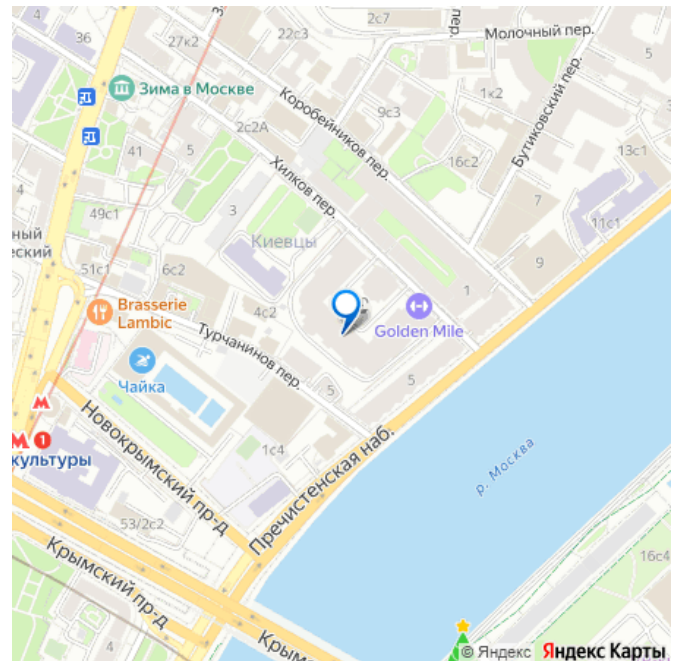 2с7
36
27к2
22с3
пер.
Молочный пер.
5
Зима в Москве
Коробейников пер.
1к2
Бутиковский пер.
9с3
2с2А
41
5
Хилков пер.
16с2
13с1
49с1
3
7
11с1
ный
еский
Киевцы
51с1
6с2
9
1
Brasserie
Lambic
4с2
Golden Mile
Турчанинов пер.
Чайка
5
5
М
М 1
культуры
Новокрымский пр-д
1с4
Пречистенская наб.
р. Москва
53/2с2
Крымский пр-д
16с4
Крымс
© Яндекс Яндекс Карты